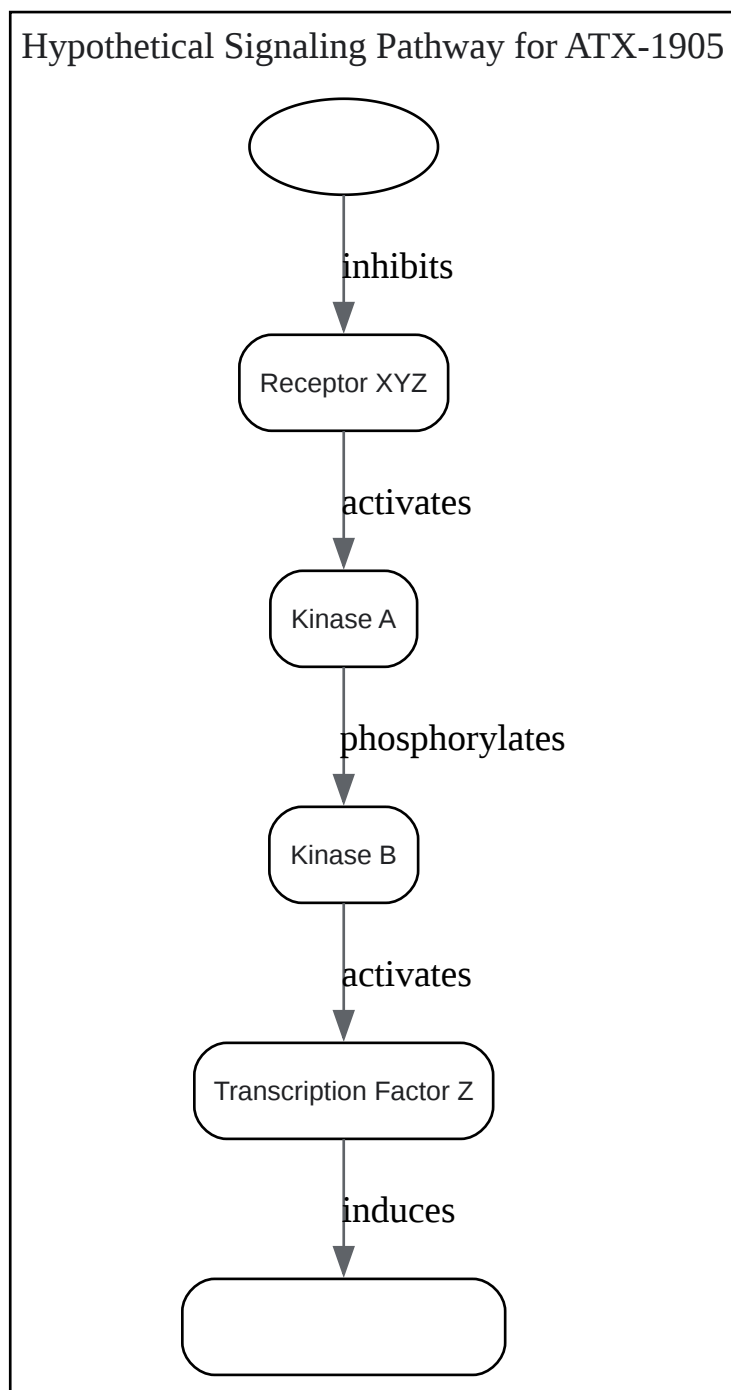 Hypothetical Signaling Pathway for ATX-1905
inhibits
Receptor XYZ
activates
Kinase A
phosphorylates
Kinase B
activates
Transcription Factor Z
induces